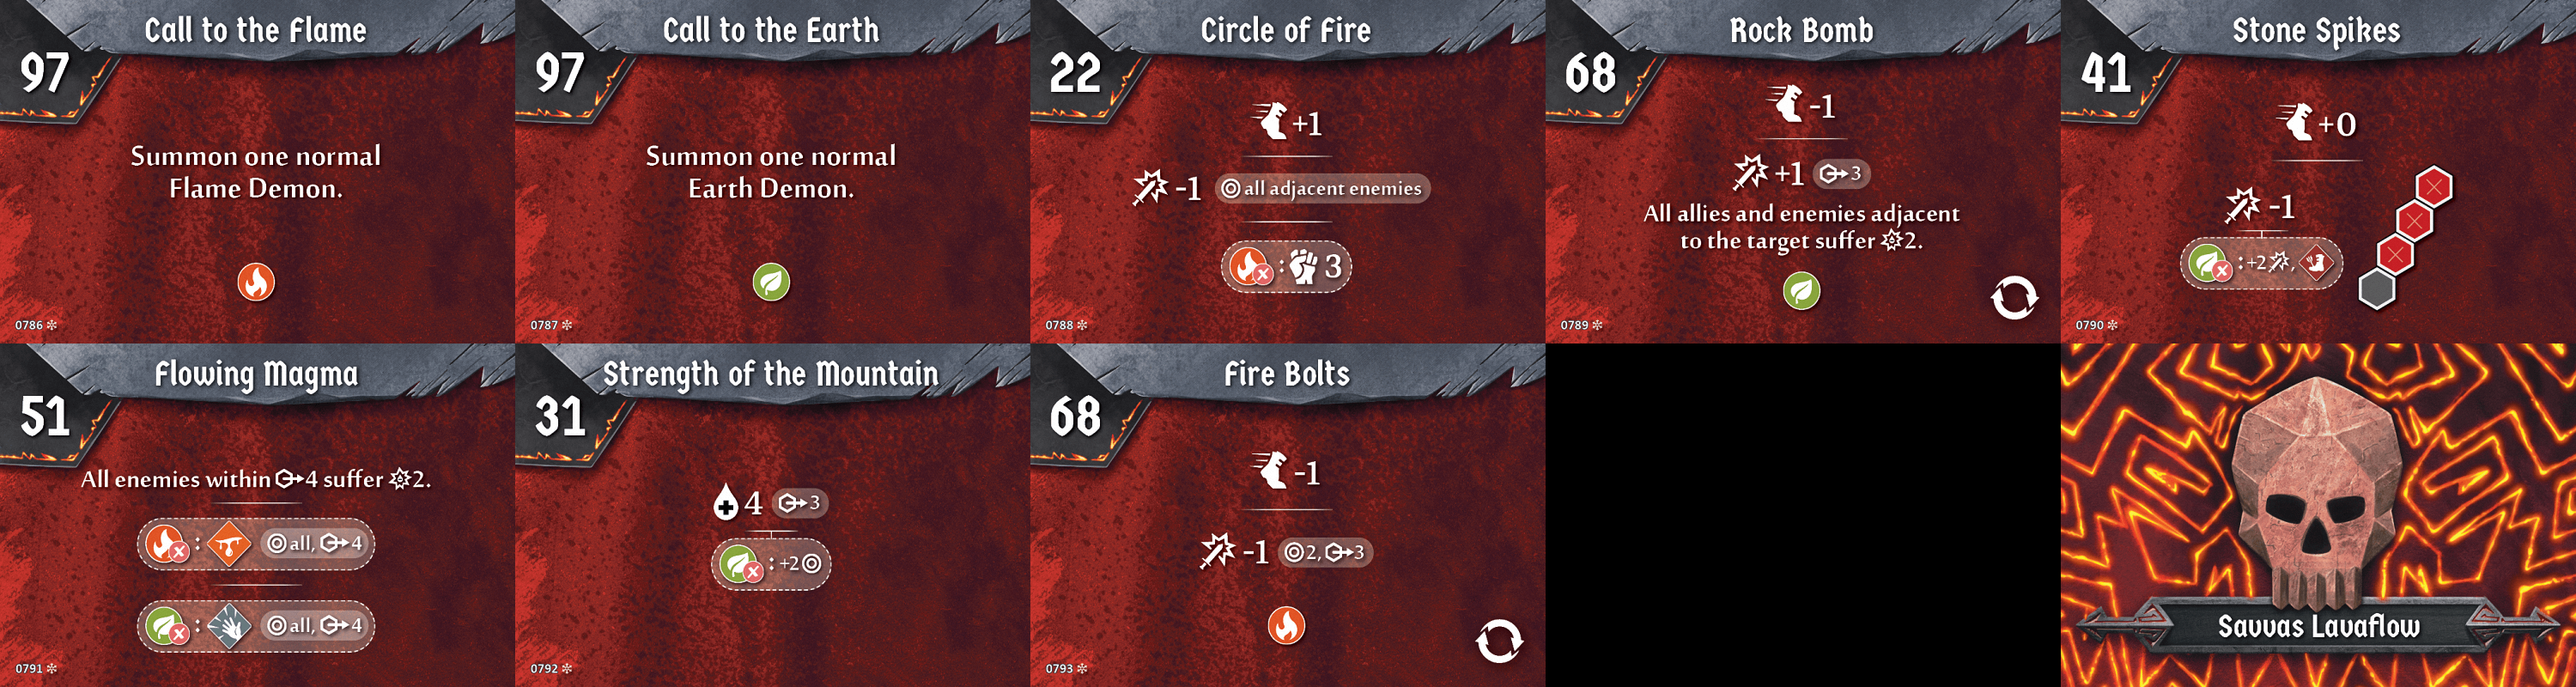 Call to the Flame
97
Summon one normal
Flame Demon.
0786
Call to the Earth
97
Summon one normal
Earth Demon.
0787
Circle of Fire
22
+1
-1 all adjacent enemies
: 3
0788
Rock Bomb
68
-1
+1 3
All allies and enemies adjacent
to the target suffer 2.
0789
Stone Spikes
41
+0
-1
: +2 ,
0790
Flowing Magma
51
All enemies within 4 suffer 2.
: all, 4
: all, 4
0791
Strength of the Mountain
31
4 3
: +2
0792
Fire Bolts
68
-1
-1 2, 3
0793
Savvas Lavaflow